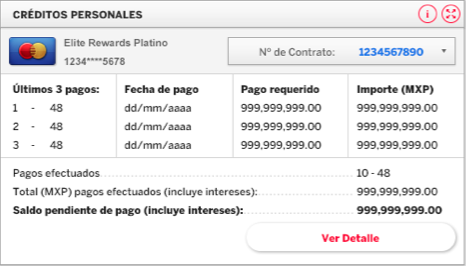 CRÉDITOS PERSONALES
Elite Rewards Platino
1234****5678
Nº de Contrato: 1234567890
Últimos 3 pagos: Fecha de pago Pago requerido Importe (MXP)
1 - 48 dd/mm/aaaa 999,999,999.00 999,999,999.00
2 - 48 dd/mm/aaaa 999,999,999.00 999,999,999.00
3 - 48 dd/mm/aaaa 999,999,999.00 999,999,999.00
Pagos efectuados 10 - 48
Total (MXP) pagos efectuados (incluye intereses): 999,999,999.00
Saldo pendiente de pago (incluye intereses): 999,999,999.00
Ver Detalle